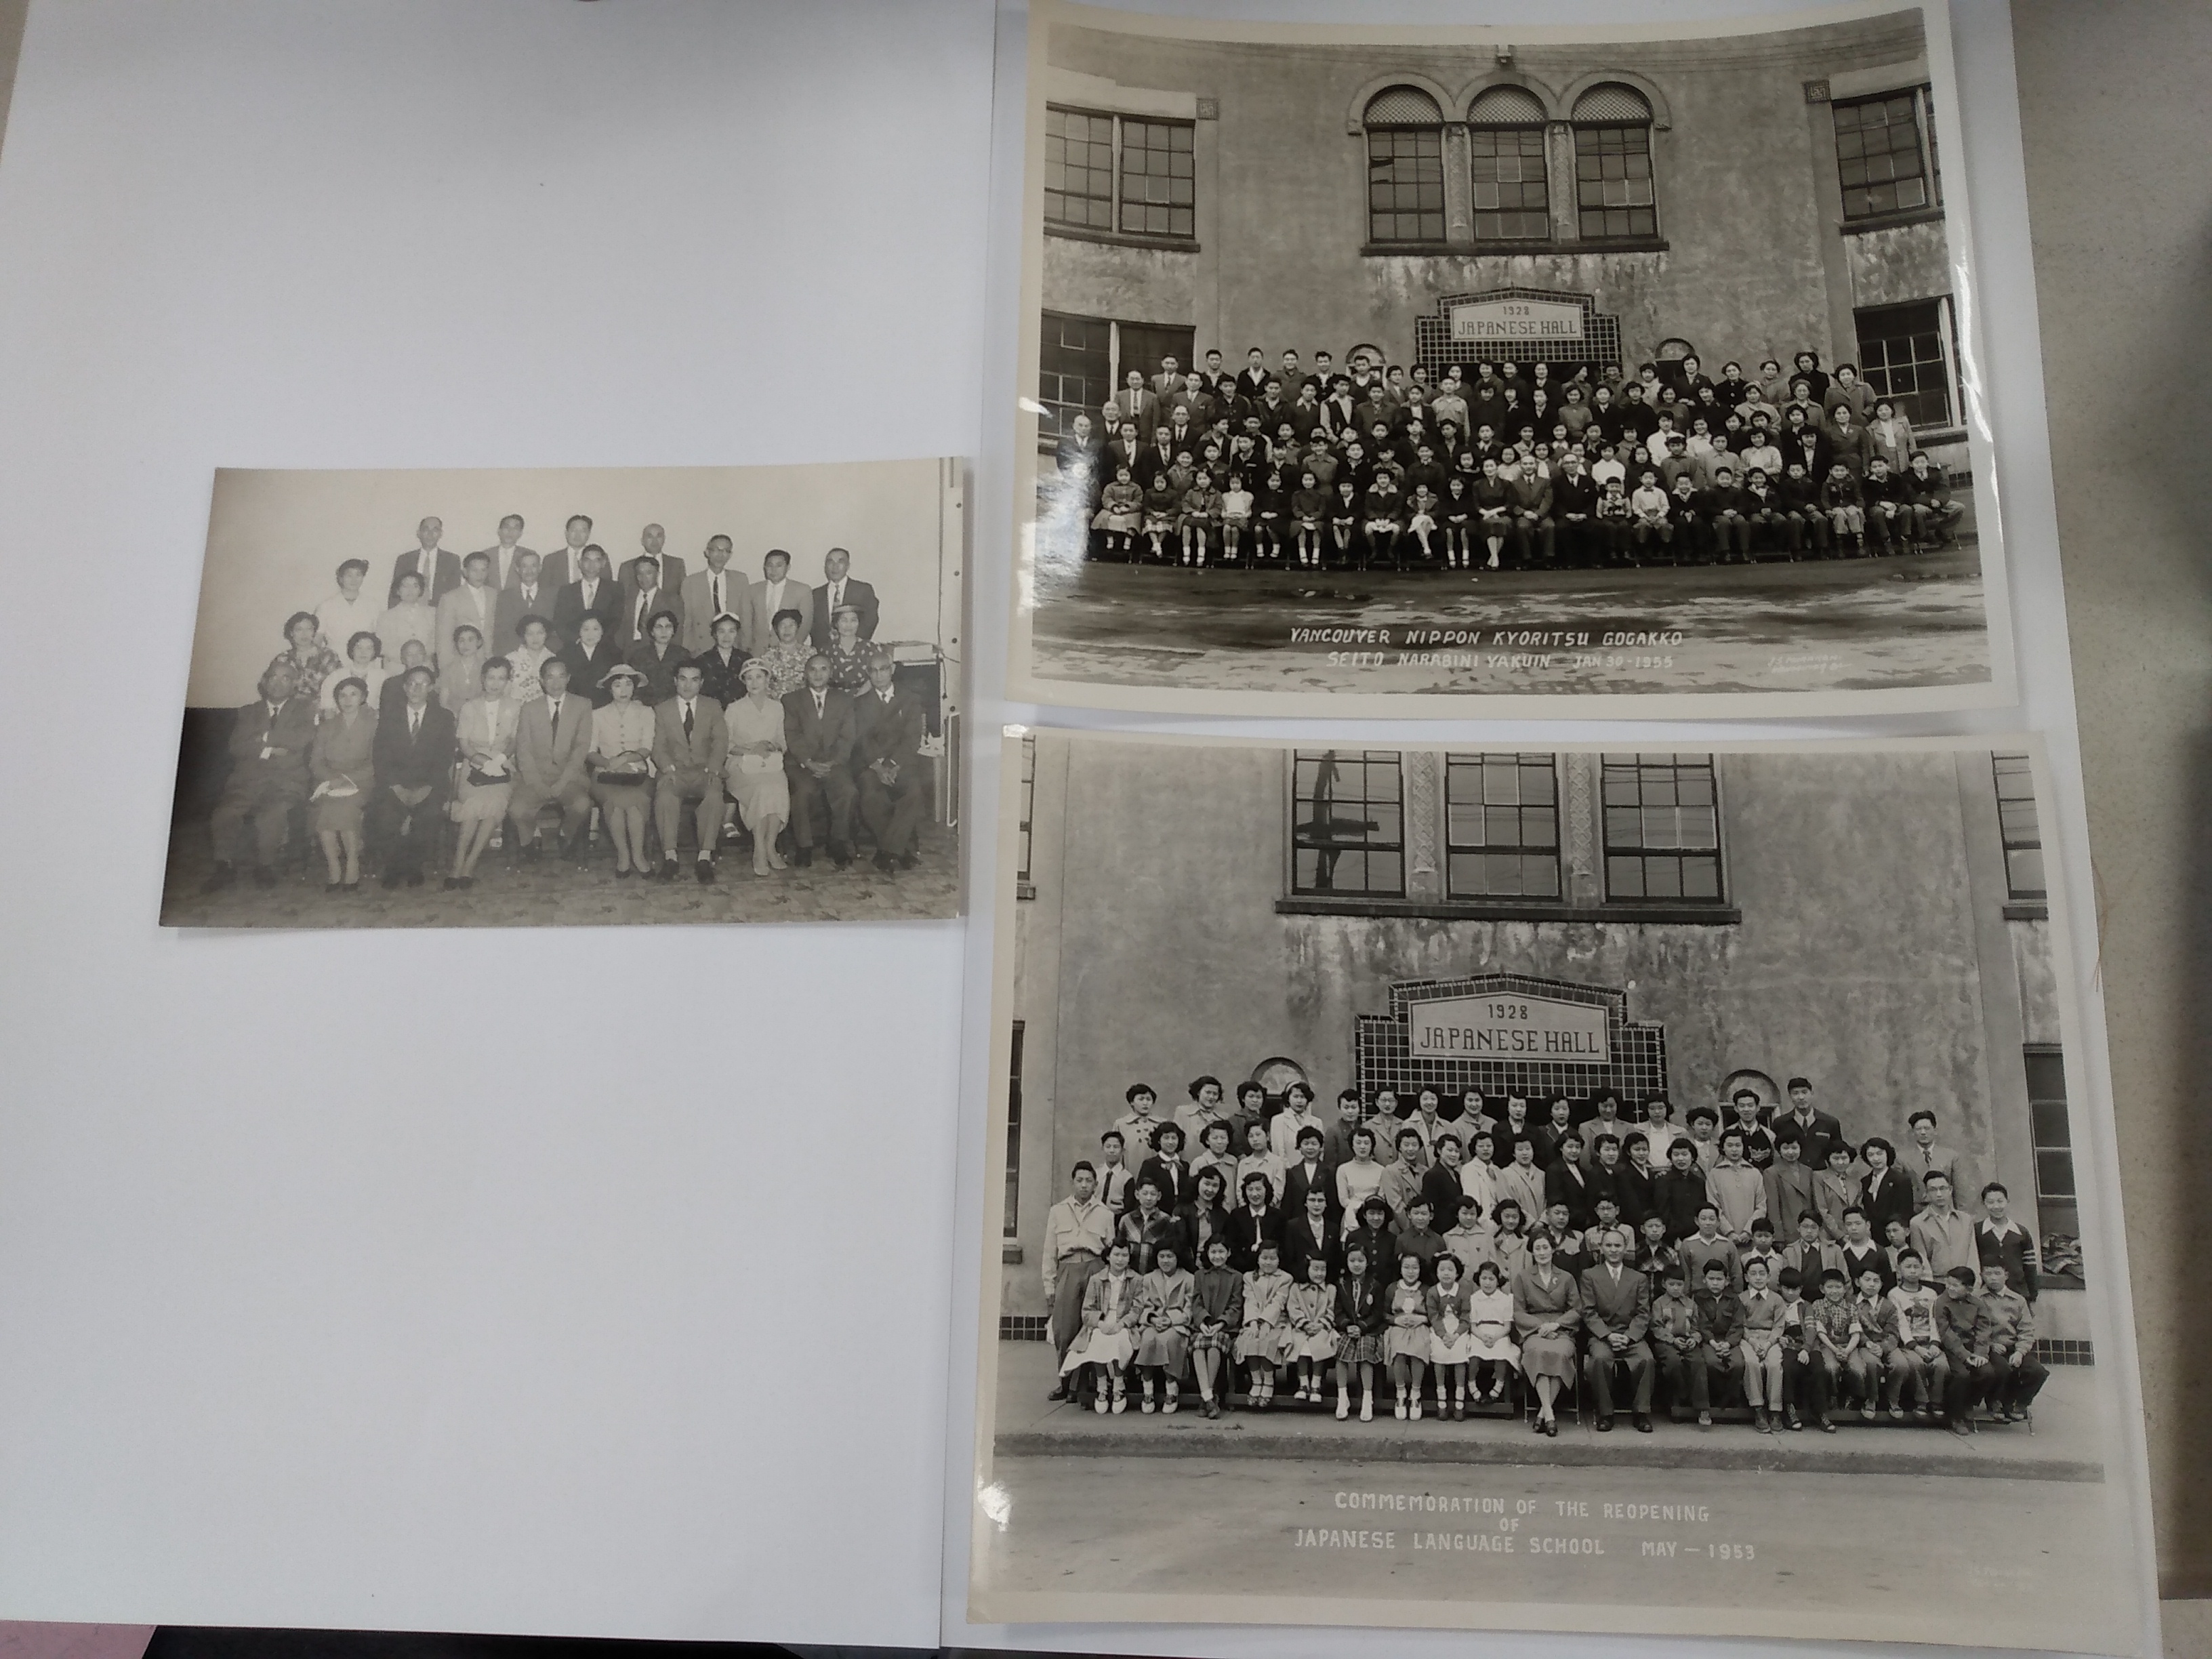 1928
JAPANESE HALL
VANCOUVER NIPPON KYORITSU GOGAKKO
SEITO NARABINI YAKUIN JAN 30-1955
1928
JAPANESE HALL
COMMEMORATION OF THE REOPENING
OF
JAPANESE LANGUAGE SCHOOL MAY - 1953